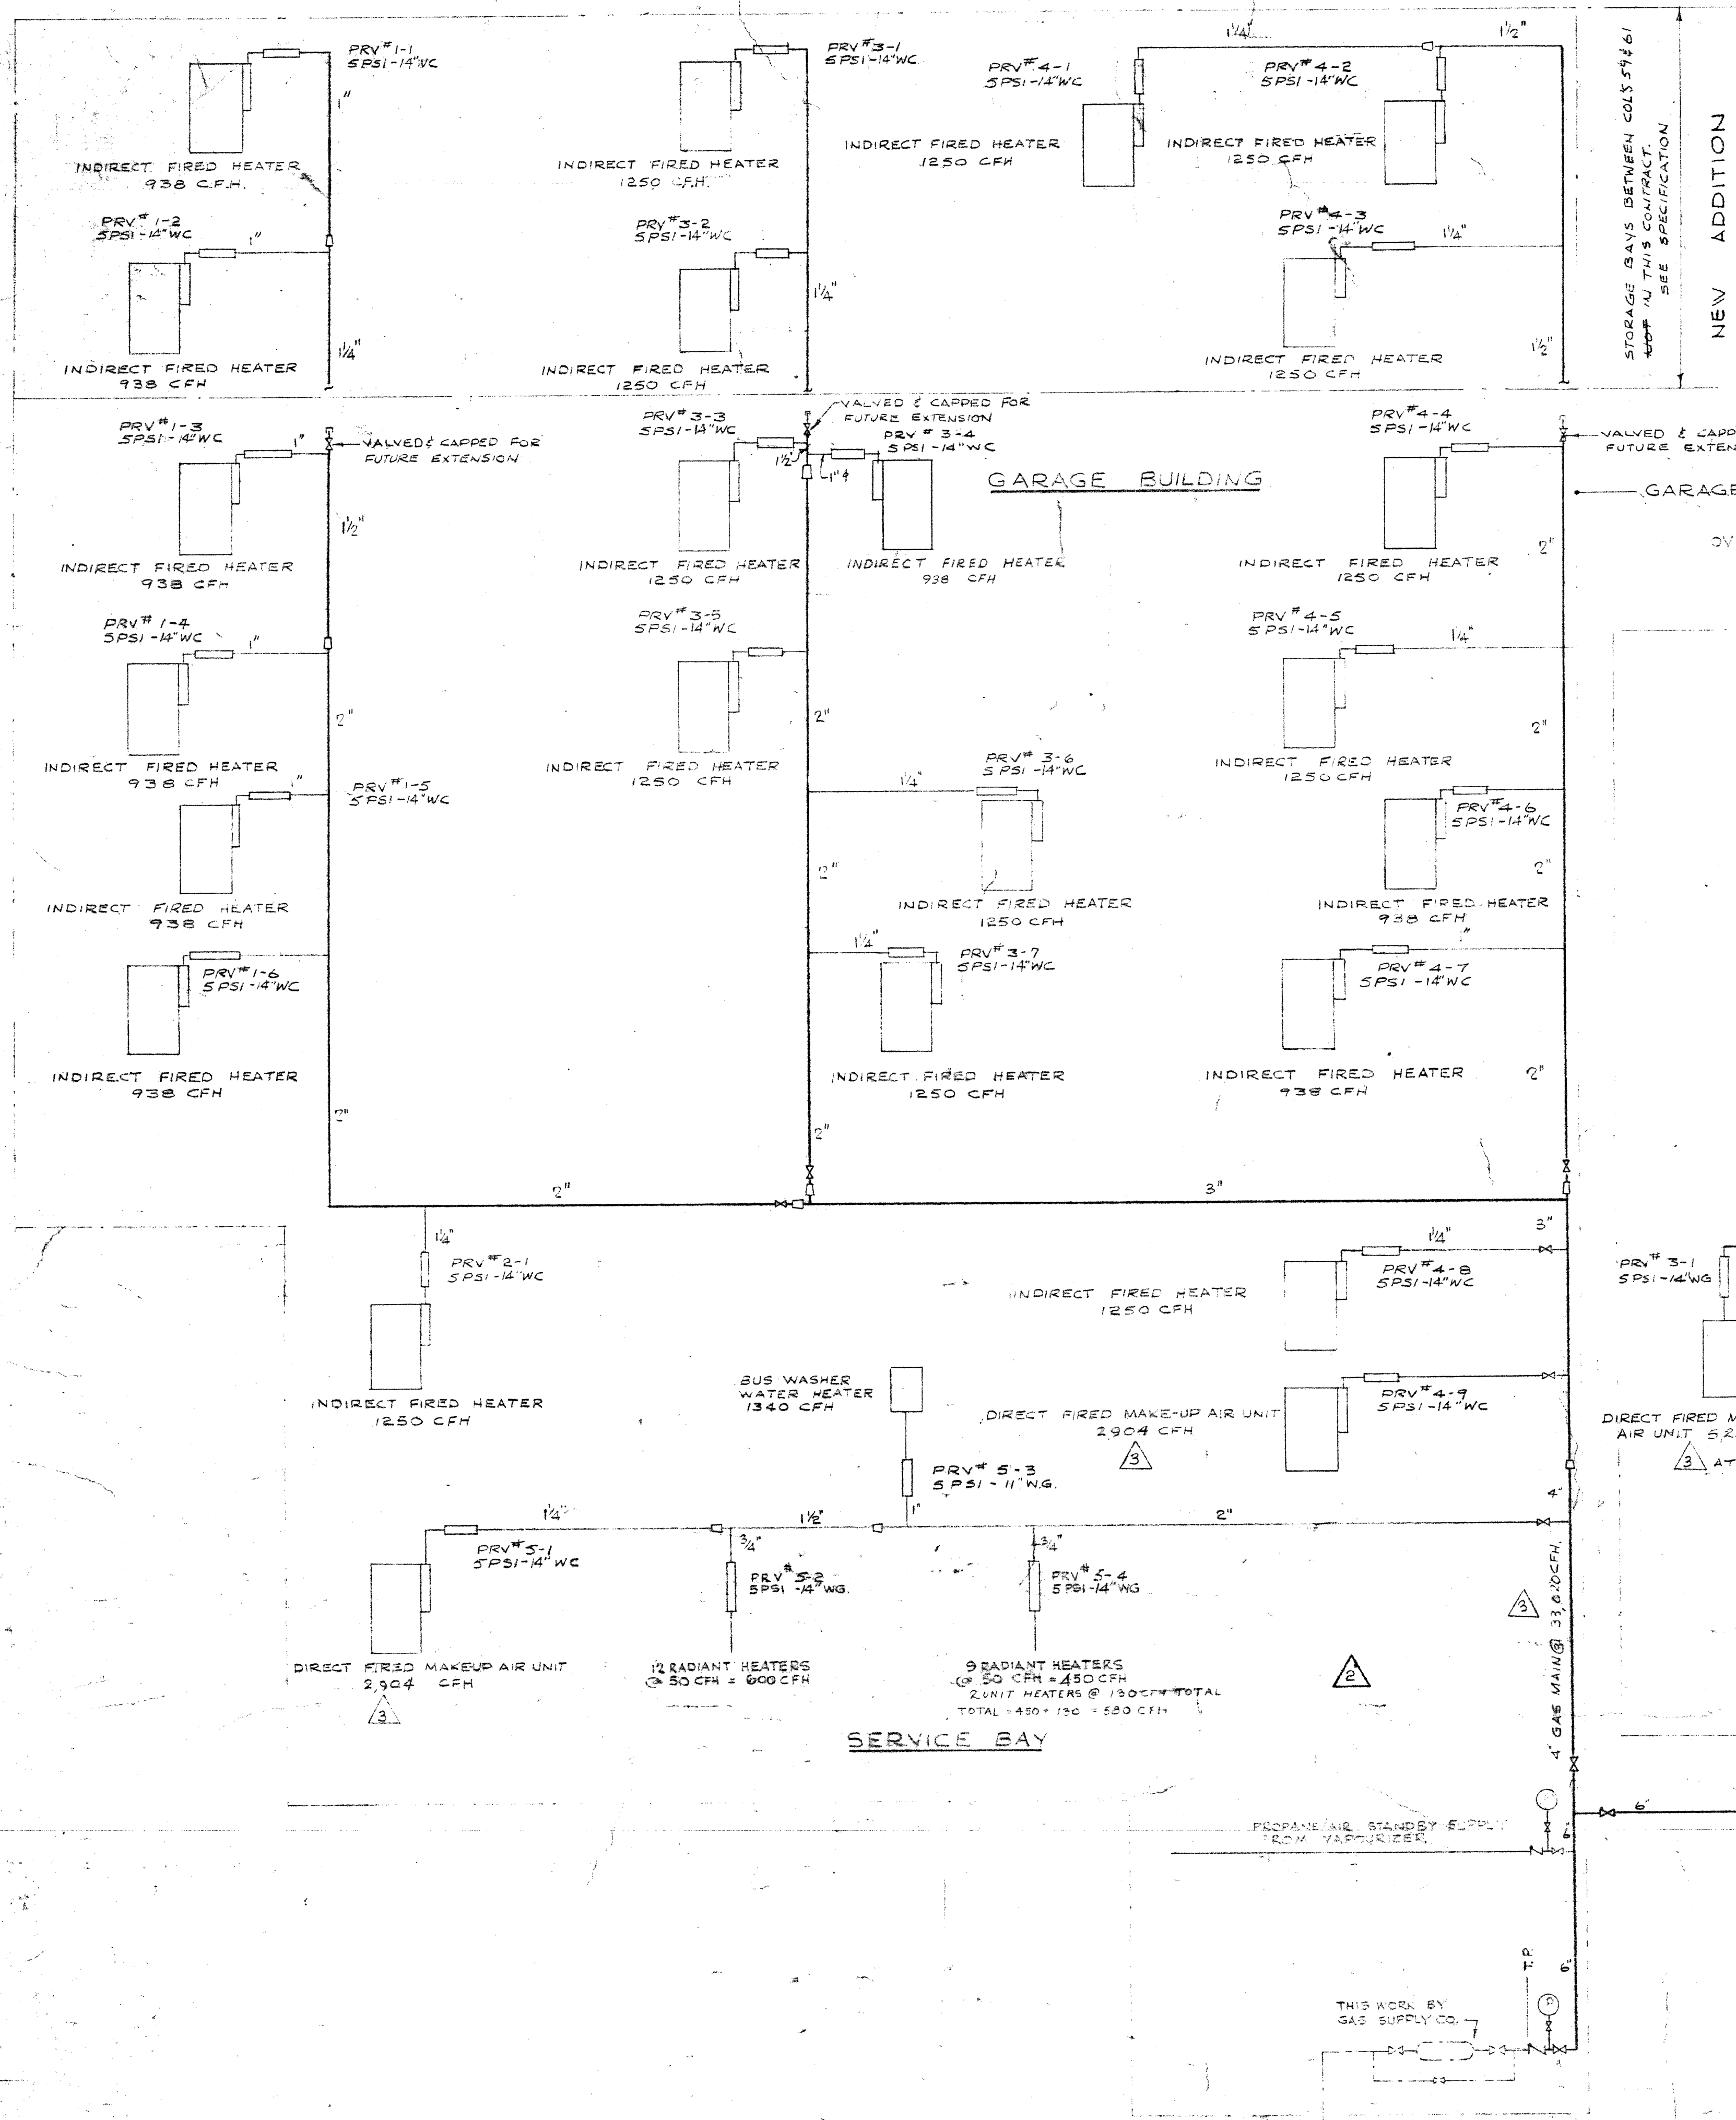 PRV#1-1
5PSI-14"WC
1"
INDIRECT FIRED HEATER
938 C.F.H.
PRV#1-2
5PSI-14"WC
1"
INDIRECT FIRED HEATER
938 CFH
1¼"
PRV#3-1
5PSI-14"WC
INDIRECT FIRED HEATER
1250 C.F.H.
PRV#3-2
5PSI-14"WC
INDIRECT FIRED HEATER
1250 CFH
1¼"
1¼"
1½"
PRV#4-1
5PSI-14"WC
INDIRECT FIRED HEATER
1250 CFH
PRV#4-2
5PSI-14"WC
INDIRECT FIRED HEATER
1250 CFH
PRV#4-3
5PSI-14"WC
1¼"
INDIRECT FIRED HEATER
1250 CFH
1½"
STORAGE BAYS BETWEEN COL'S 59&61
NOT IN THIS CONTRACT.
SEE SPECIFICATION
NEW ADDITION
PRV#1-3
5PSI-14"WC
1"
VALVED & CAPPED FOR
FUTURE EXTENSION
INDIRECT FIRED HEATER
938 CFH
1½"
PRV#3-3
5PSI-14"WC
VALVED & CAPPED FOR
FUTURE EXTENSION
PRV # 3-4
5 PSI-14"WC
1½"
1"φ
INDIRECT FIRED HEATER
1250 CFH
INDIRECT FIRED HEATER
938 CFH
GARAGE BUILDING
PRV#4-4
5PSI-14"WC
VALVED & CAPP
FUTURE EXTEN
GARAGE
INDIRECT FIRED HEATER
1250 CFH
2"
PRV# 1-4
5PSI-14"WC
1"
INDIRECT FIRED HEATER
938 CFH
2"
PRV#3-5
5PSI-14"WC
INDIRECT FIRED HEATER
1250 CFH
2"
PRV#4-5
5PSI-14"WC
1¼"
INDIRECT FIRED HEATER
1250 CFH
2"
1"
PRV#1-5
5PSI-14"WC
INDIRECT FIRED HEATER
938 CFH
1¼"
PRV# 3-6
5PSI-14"WC
2"
INDIRECT FIRED HEATER
1250 CFH
PRV#4-6
5PSI-14"WC
2"
INDIRECT FIRED HEATER
938 CFH
PRV#1-6
5PSI-14"WC
INDIRECT FIRED HEATER
938 CFH
2"
1¼"
PRV#3-7
5PSI-14"WC
INDIRECT FIRED HEATER
1250 CFH
2"
1"
PRV#4-7
5PSI-14"WC
INDIRECT FIRED HEATER
938 CFH
2"
2"
3"
3"
1¼"
PRV#2-1
5PSI-14"WC
INDIRECT FIRED HEATER
1250 CFH
1¼"
PRV#4-8
5PSI-14"WC
INDIRECT FIRED HEATER
1250 CFH
PRV# 3-1
5PSI-14"WG
BUS WASHER
WATER HEATER
1340 CFH
PRV#4-9
5PSI-14"WC
DIRECT FIRED MAKE-UP AIR UNIT
2,904 CFH
3
DIRECT FIRED M
AIR UNIT 5,2
3 AT
PRV# 5-3
5PSI-11"W.G.
1"
4"
1¼"
1½"
2"
PRV#5-1
5PSI-14"WC
3/4"
PRV#5-2
5PSI-14"WG.
3/4"
PRV# 5-4
5PSI-14"WG
DIRECT FIRED MAKEUP AIR UNIT
2,904 CFH
3
12 RADIANT HEATERS
@ 50 CFH = 600 CFH
9 RADIANT HEATERS
@ 50 CFH = 450 CFH
2 UNIT HEATERS @ 130 CFH TOTAL
TOTAL = 450 + 130 = 580 CFH
2
3
4" GAS MAIN @ 33,020 CFH.
SERVICE BAY
6"
PROPANE/AIR STANDBY SUPPLY
FROM VAPOURIZER
6"
T.P.
6"
THIS WORK BY
GAS SUPPLY CO.
P